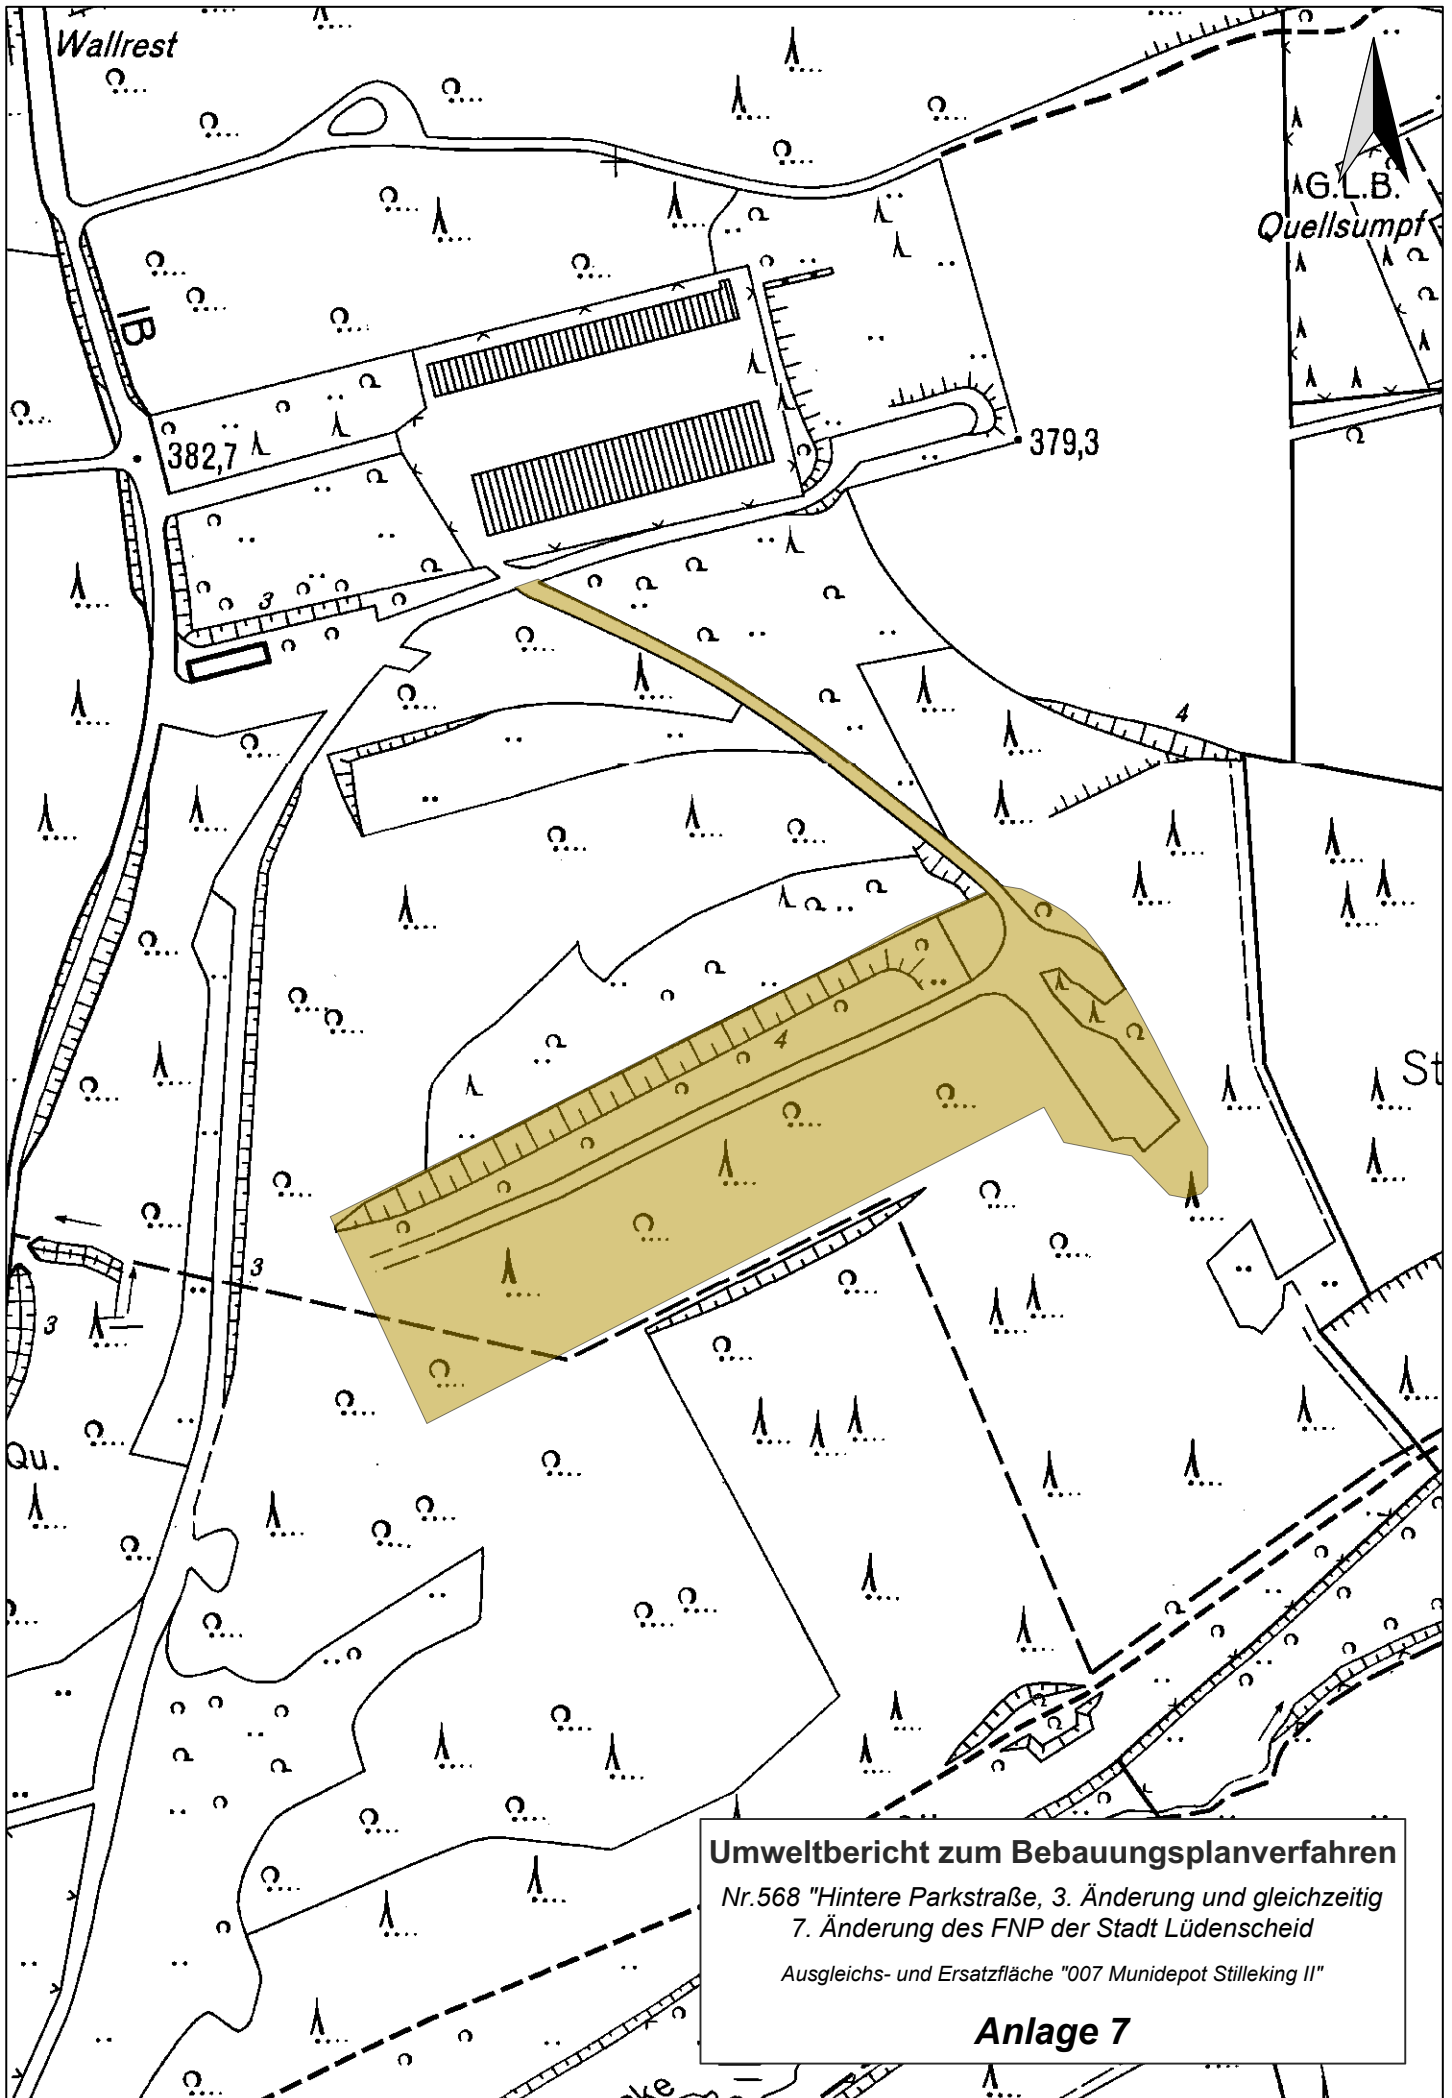 Wallrest
G.L.B.
Quellsumpf
IB
382,7
379,3
3
4
4
St
3
3
Qu.
Umweltbericht zum Bebauungsplanverfahren
Nr.568 "Hintere Parkstraße, 3. Änderung und gleichzeitig
7. Änderung des FNP der Stadt Lüdenscheid
Ausgleichs- und Ersatzfläche "007 Munidepot Stilleking II"
Anlage 7